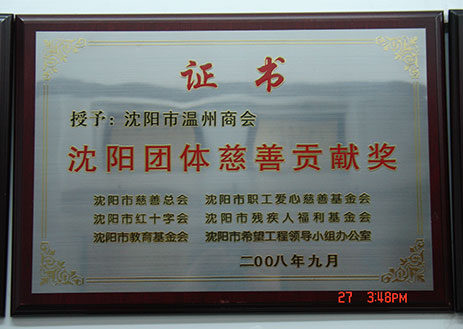 证书
授予：沈阳市温州商会
沈阳团体慈善贡献奖
沈阳市慈善总会 沈阳市职工爱心慈善基金会
沈阳市红十字会 沈阳市残疾人福利基金会
沈阳市教育基金会 沈阳市希望工程领导小组办公室
二00八年九月
27 3:48PM